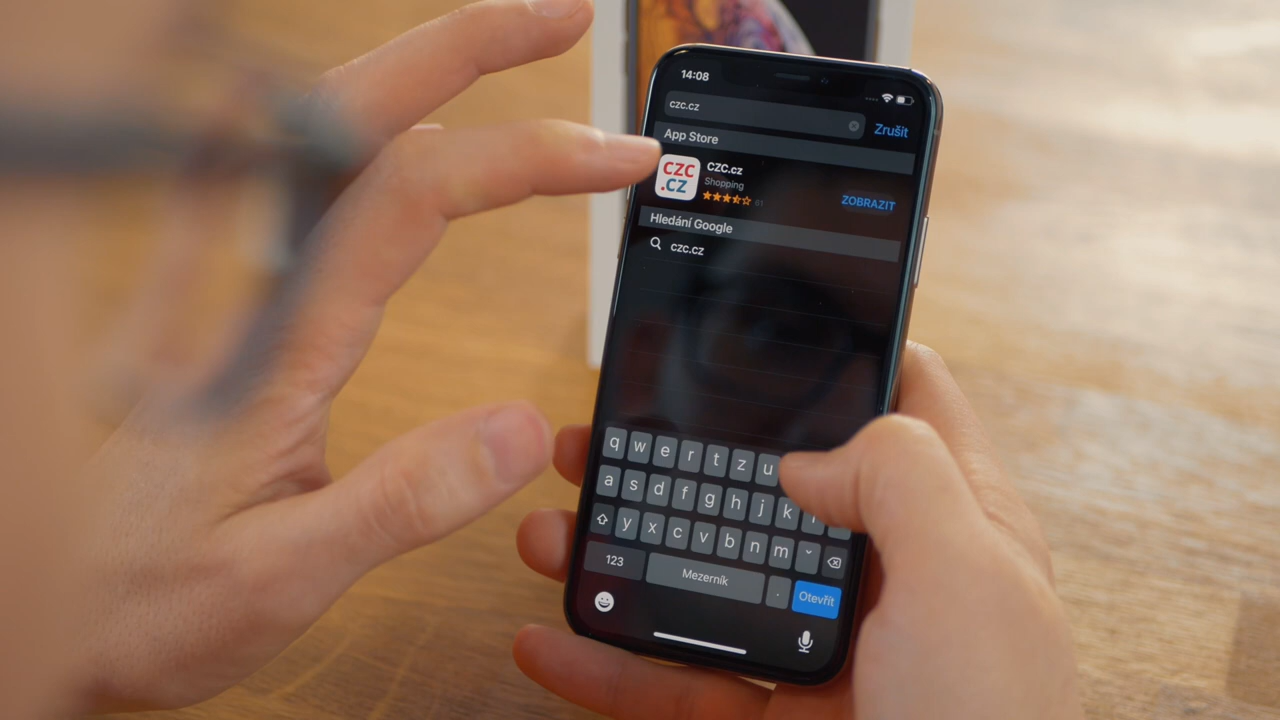 14:08
czc.cz
Zrušit
App Store
CZC
.CZ
CZC.cz
Shopping
61
ZOBRAZIT
Hledání Google
czc.cz
q w e r t z u
a s d f g h j k
y x c v b n m ˇ
123
Mezerník
.
Otevřít